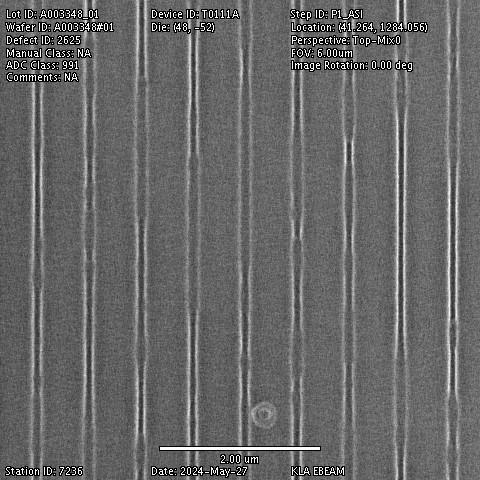 Lot ID: A003348_01
Wafer ID: A003348#01
Defect ID: 2625
Manual Class: NA
ADC Class: 991
Comments: NA
Device ID: T0111A
Die: (48, -52)
Step ID: P1_ASI
Location: (41.264, 1284.056)
Perspective: Top-Mix0
FOV: 6.00um
Image Rotation: 0.00 deg
2.00 um
Station ID: 7236
Date: 2024-May-27
KLA EBEAM